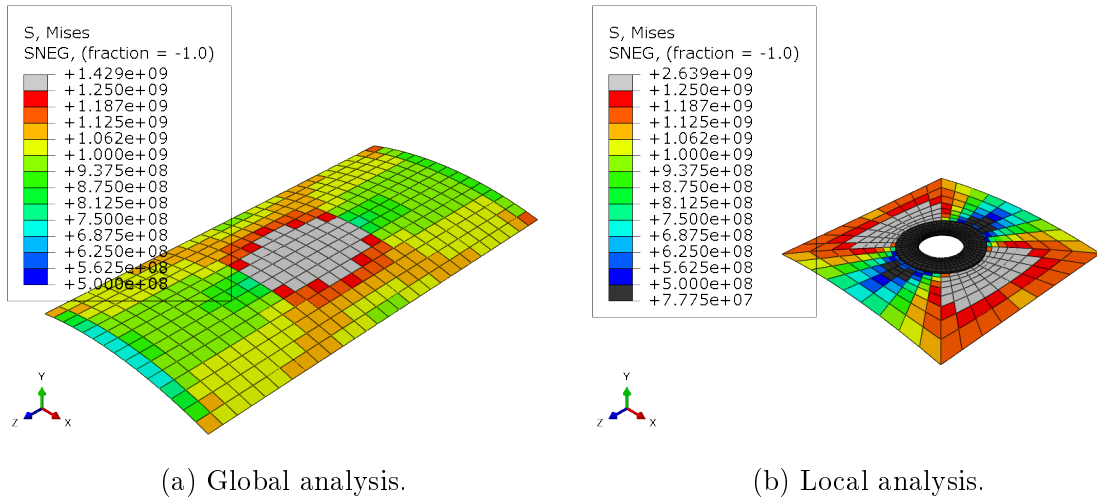 S, Mises
SNEG, (fraction = -1.0)
+1.429e+09
+1.250e+09
+1.187e+09
+1.125e+09
+1.062e+09
+1.000e+09
+9.375e+08
+8.750e+08
+8.125e+08
+7.500e+08
+6.875e+08
+6.250e+08
+5.625e+08
+5.000e+08
Y
Z
X
(a) Global analysis.
S, Mises
SNEG, (fraction = -1.0)
+2.639e+09
+1.250e+09
+1.187e+09
+1.125e+09
+1.062e+09
+1.000e+09
+9.375e+08
+8.750e+08
+8.125e+08
+7.500e+08
+6.875e+08
+6.250e+08
+5.625e+08
+5.000e+08
+7.775e+07
Y
Z
X
(b) Local analysis.